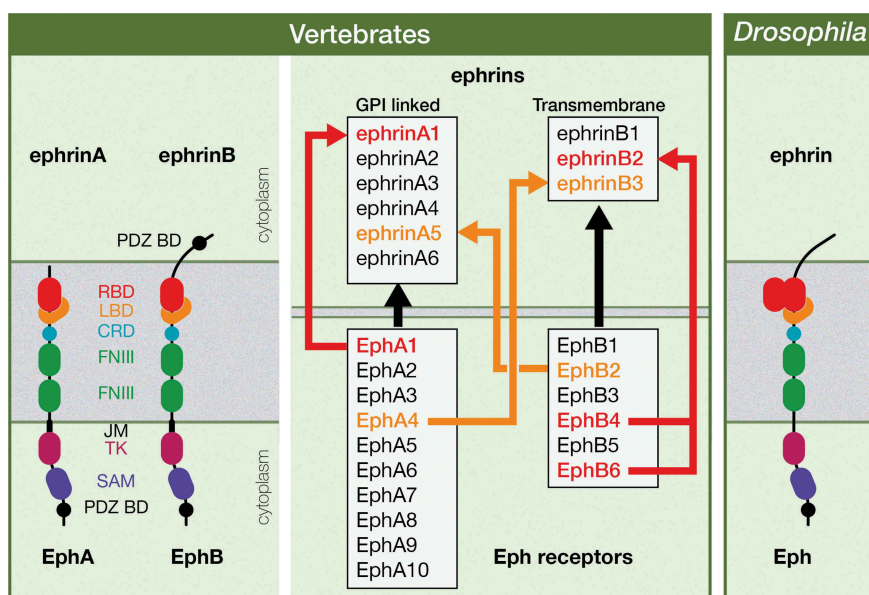 Vertebrates
Drosophila
ephrinA
ephrinB
cytoplasm
PDZ BD
RBD
LBD
CRD
FNIII
FNIII
JM
TK
SAM
PDZ BD
cytoplasm
EphA
EphB
ephrins
GPI linked
ephrinA1
ephrinA2
ephrinA3
ephrinA4
ephrinA5
ephrinA6
Transmembrane
ephrinB1
ephrinB2
ephrinB3
EphA1
EphA2
EphA3
EphA4
EphA5
EphA6
EphA7
EphA8
EphA9
EphA10
EphB1
EphB2
EphB3
EphB4
EphB5
EphB6
Eph receptors
ephrin
Eph